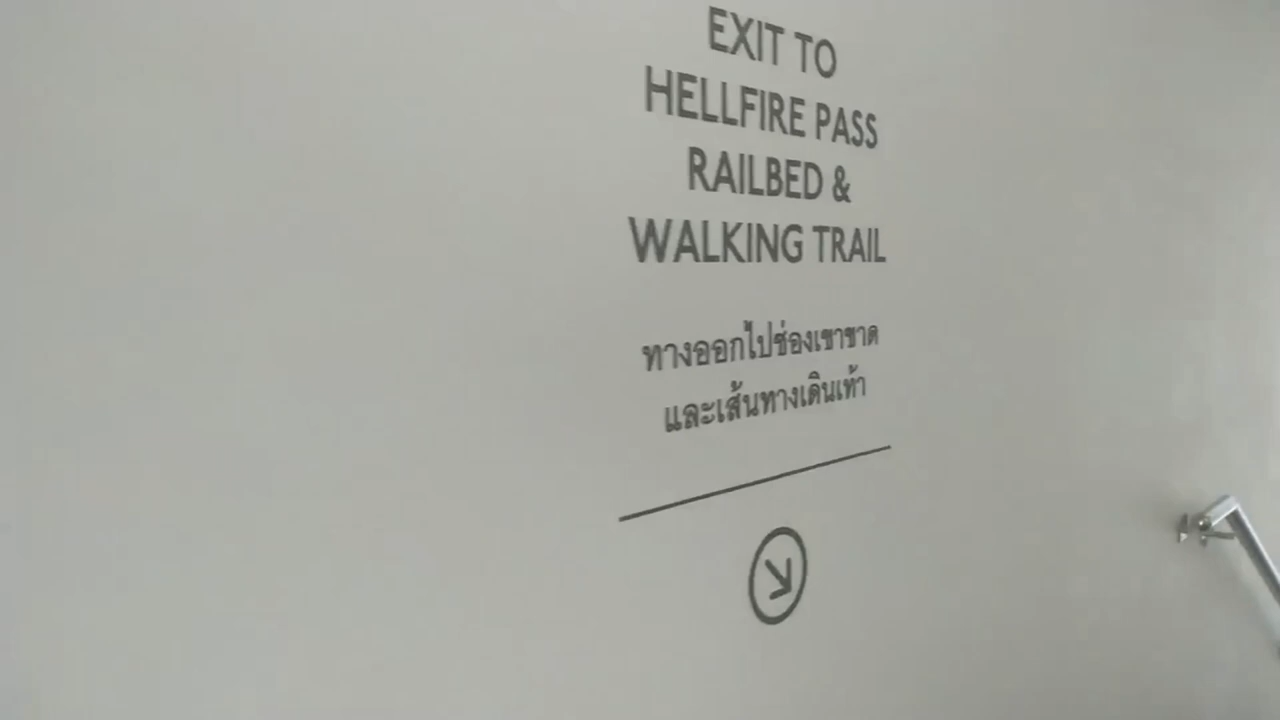 EXIT TO
HELLFIRE PASS
RAILBED &
WALKING TRAIL
ทางออกไปช่องเขาขาด
และเส้นทางเดินเท้า